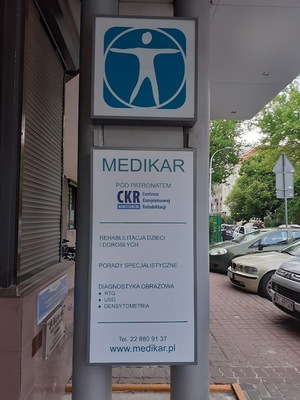 MEDIKAR
POD PATRONATEM
CKR Centrum
Kompleksowej
Rehabilitacji
REHABILITACJA DZIECI
I DOROSŁYCH
PORADY SPECJALISTYCZNE
DIAGNOSTYKA OBRAZOWA
• RTG
• USG
• DENSYTOMETRIA
Tel. 22 880 91 37
www.medikar.pl